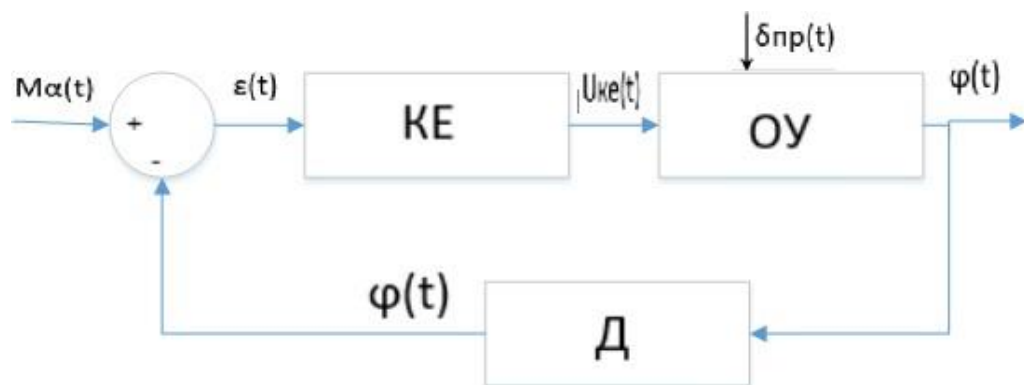 δпр(t)
Mα(t)
ε(t)
Uке(t)
φ(t)
+
-
КЕ
ОУ
φ(t)
Д